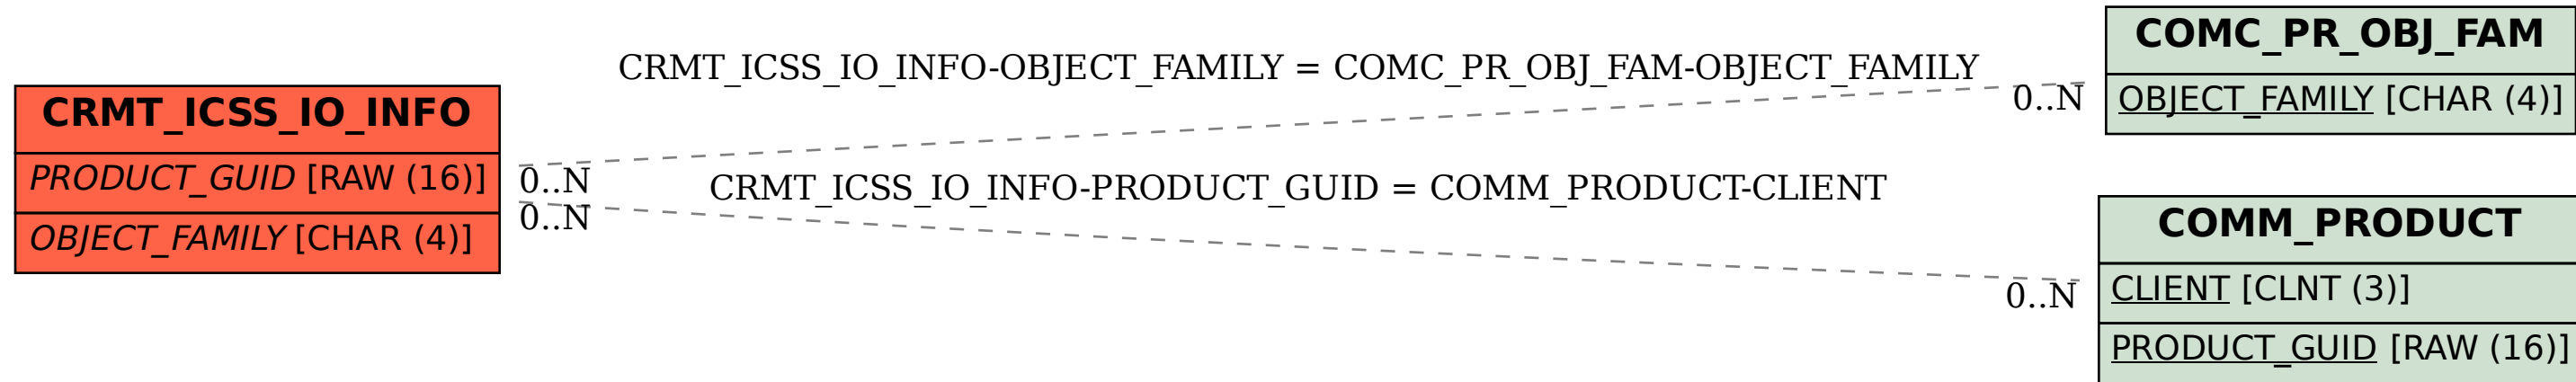 CRMT_ICSS_IO_INFO
PRODUCT_GUID [RAW (16)]
OBJECT_FAMILY [CHAR (4)]
CRMT_ICSS_IO_INFO-OBJECT_FAMILY = COMC_PR_OBJ_FAM-OBJECT_FAMILY
0..N
0..N
CRMT_ICSS_IO_INFO-PRODUCT_GUID = COMM_PRODUCT-CLIENT
0..N
0..N
COMC_PR_OBJ_FAM
OBJECT_FAMILY [CHAR (4)]
COMM_PRODUCT
CLIENT [CLNT (3)]
PRODUCT_GUID [RAW (16)]